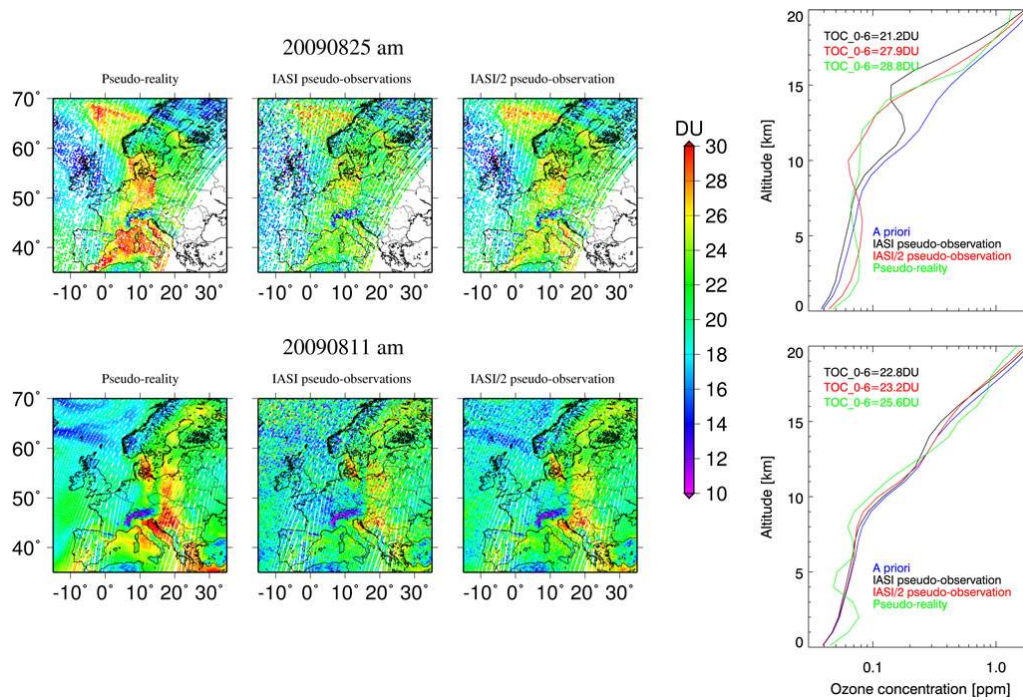 20090825 am
Pseudo-reality IASI pseudo-observations IASI/2 pseudo-observation
70˚
60˚
50˚
40˚
-10˚ 0˚ 10˚ 20˚ 30˚ -10˚ 0˚ 10˚ 20˚ 30˚ -10˚ 0˚ 10˚ 20˚ 30˚
20090811 am
Pseudo-reality IASI pseudo-observations IASI/2 pseudo-observation
70˚
60˚
50˚
40˚
-10˚ 0˚ 10˚ 20˚ 30˚ -10˚ 0˚ 10˚ 20˚ 30˚ -10˚ 0˚ 10˚ 20˚ 30˚
DU
30
28
26
24
22
20
18
16
14
12
10
20
15
10
5
0
Altitude [km]
TOC_0-6=21.2DU
TOC_0-6=27.9DU
TOC_0-6=28.8DU
A priori
IASI pseudo-observation
IASI/2 pseudo-observation
Pseudo-reality
20
15
10
5
0
Altitude [km]
TOC_0-6=22.8DU
TOC_0-6=23.2DU
TOC_0-6=25.6DU
A priori
IASI pseudo-observation
IASI/2 pseudo-observation
Pseudo-reality
0.1 1.0
Ozone concentration [ppm]